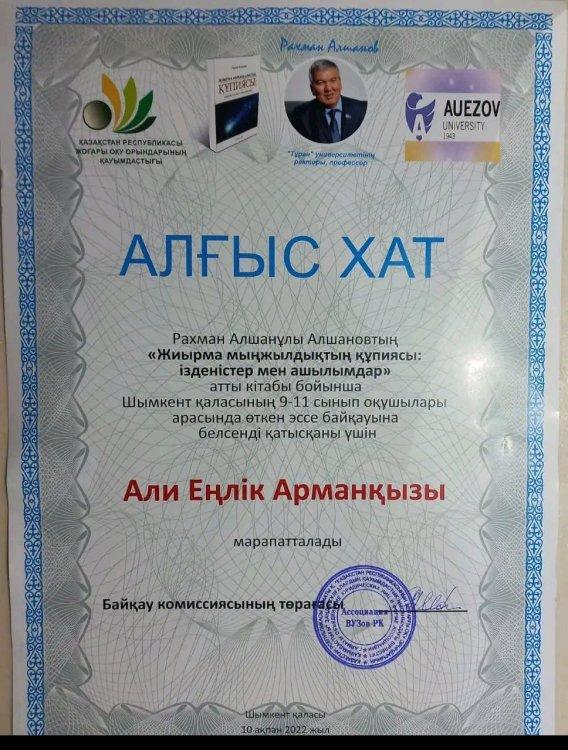 Рахман Алшанов
ҚҰПИЯСЫ
ҚАЗАҚСТАН РЕСПУБЛИКАСЫ
ЖОҒАРЫ ОҚУ ОРЫНДАРЫНЫҢ
ҚАУЫМДАСТЫҒЫ
"Тұран" университетінің
ректоры, профессор
AUEZOV
UNIVERSITY
1943
АЛҒЫС ХАТ
Рахман Алшанұлы Алшановтың
«Жиырма мыңжылдықтың құпиясы:
ізденістер мен ашылымдар»
атты кітабы бойынша
Шымкент қаласының 9-11 сынып оқушылары
арасында өткен эссе байқауына
белсенді қатысқаны үшін
Али Еңлік Арманқызы
марапатталады
Байқау комиссиясының төрағасы
Ассоциация
ВУЗов РК
Шымкент қаласы
10 ақпан 2022 жыл